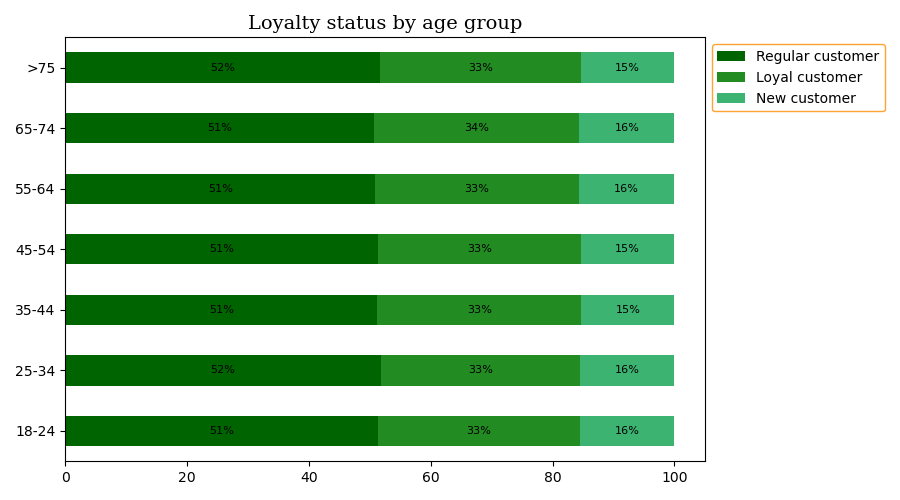 Loyalty status by age group
>75 52% 33% 15%
65-74 51% 34% 16%
55-64 51% 33% 16%
45-54 51% 33% 15%
35-44 51% 33% 15%
25-34 52% 33% 16%
18-24 51% 33% 16%
0 20 40 60 80 100
Regular customer
Loyal customer
New customer